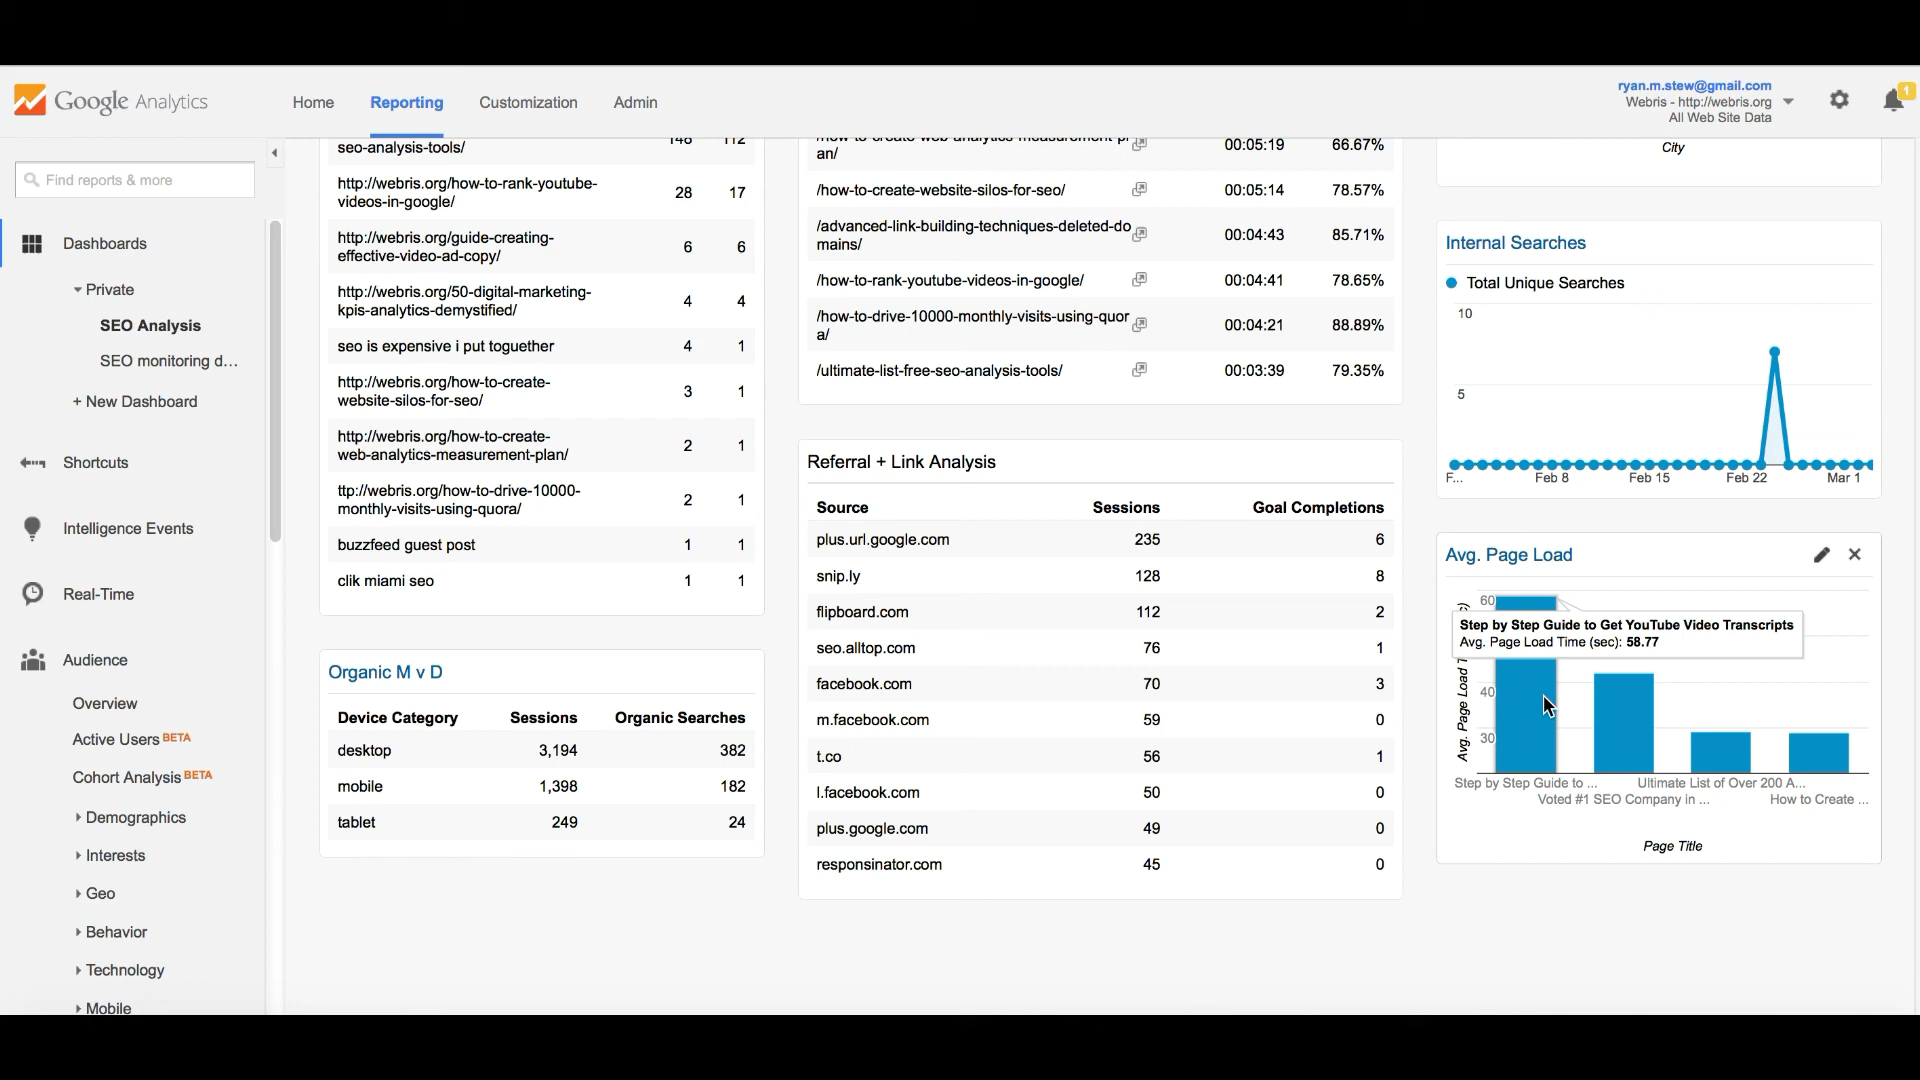 Google Analytics
Home
Reporting
Customization
Admin
ryan.m.stew@gmail.com
Webris - http://webris.org
All Web Site Data
1
Find reports & more
Dashboards
Private
SEO Analysis
SEO monitoring d...
+ New Dashboard
Shortcuts
Intelligence Events
Real-Time
Audience
Overview
Active Users BETA
Cohort Analysis BETA
Demographics
Interests
Geo
Behavior
Technology
Mobile
seo-analysis-tools/ 148 112
http://webris.org/how-to-rank-youtube-
videos-in-google/ 28 17
http://webris.org/guide-creating-
effective-video-ad-copy/ 6 6
http://webris.org/50-digital-marketing-
kpis-analytics-demystified/ 4 4
seo is expensive i put toguether 4 1
http://webris.org/how-to-create-
website-silos-for-seo/ 3 1
http://webris.org/how-to-create-
web-analytics-measurement-plan/ 2 1
ttp://webris.org/how-to-drive-10000-
monthly-visits-using-quora/ 2 1
buzzfeed guest post 1 1
clik miami seo 1 1
Organic M v D
Device Category Sessions Organic Searches
desktop 3,194 382
mobile 1,398 182
tablet 249 24
/how-to-create-web-analytics-measurement-pl
an/ 00:05:19 66.67%
/how-to-create-website-silos-for-seo/ 00:05:14 78.57%
/advanced-link-building-techniques-deleted-do
mains/ 00:04:43 85.71%
/how-to-rank-youtube-videos-in-google/ 00:04:41 78.65%
/how-to-drive-10000-monthly-visits-using-quor
a/ 00:04:21 88.89%
/ultimate-list-free-seo-analysis-tools/ 00:03:39 79.35%
Referral + Link Analysis
Source Sessions Goal Completions
plus.url.google.com 235 6
snip.ly 128 8
flipboard.com 112 2
seo.alltop.com 76 1
facebook.com 70 3
m.facebook.com 59 0
t.co 56 1
l.facebook.com 50 0
plus.google.com 49 0
responsinator.com 45 0
City
Internal Searches
Total Unique Searches
10
5
F... Feb 8 Feb 15 Feb 22 Mar 1
Avg. Page Load
60
Step by Step Guide to Get YouTube Video Transcripts
Avg. Page Load Time (sec): 58.77
40
30
Avg. Page Load
Step by Step Guide to ... Ultimate List of Over 200 A...
Voted #1 SEO Company in ... How to Create ...
Page Title